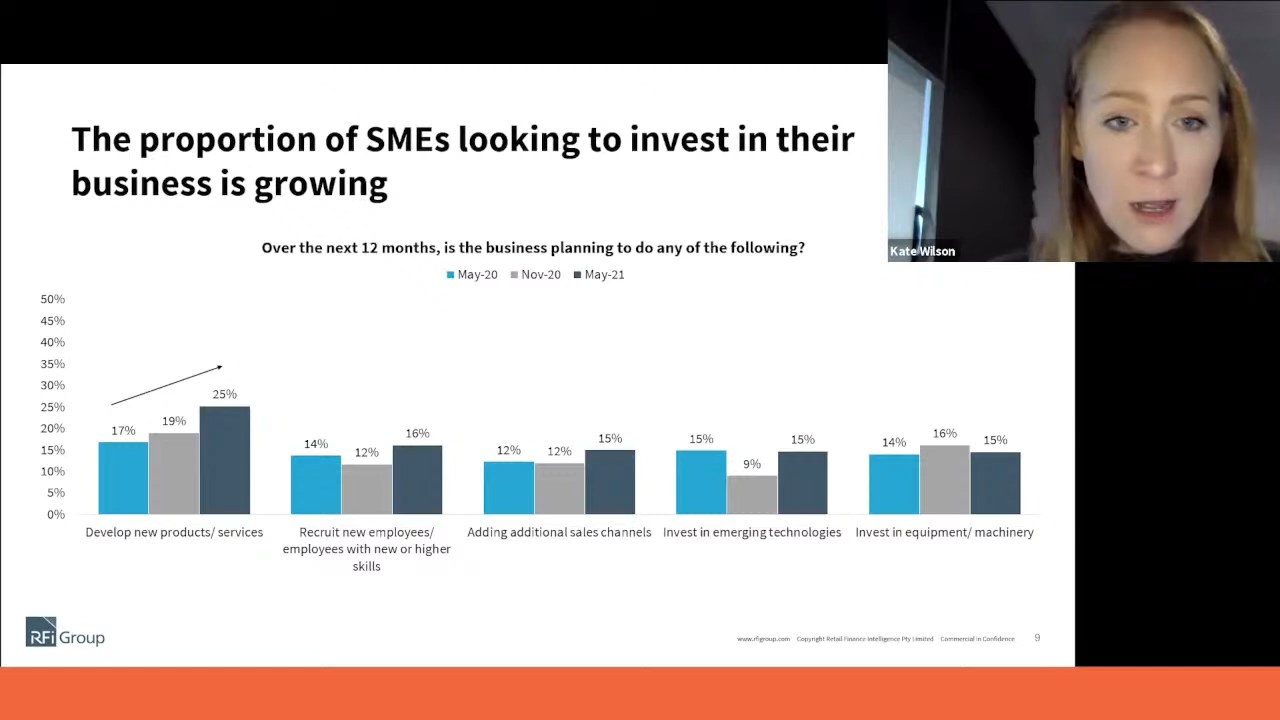 The proportion of SMEs looking to invest in their
business is growing
Kate Wilson
Over the next 12 months, is the business planning to do any of the following?
May-20 Nov-20 May-21
50%
45%
40%
35%
30%
25%
20%
15%
10%
5%
0%
17% 19% 25%
14% 12% 16%
12% 12% 15%
15% 9% 15%
14% 16% 15%
Develop new products/ services
Recruit new employees/
employees with new or higher
skills
Adding additional sales channels
Invest in emerging technologies
Invest in equipment/ machinery
RFi Group
www.rfigroup.com Copyright Retail Finance Intelligence Pty Limited Commercial in Confidence 9